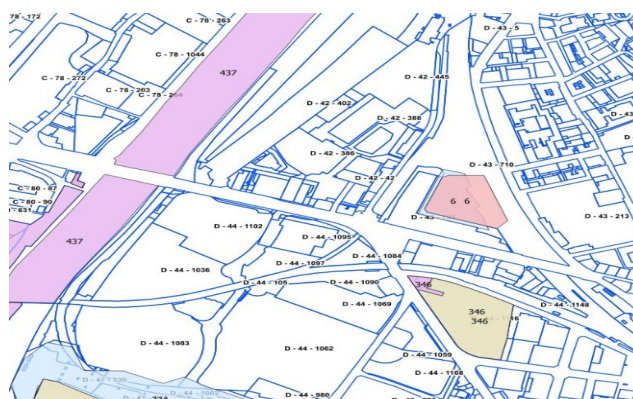 C - 78 - 263
D - 43 - 5
C - 78 - 1044
437
D - 42 - 445
C - 78 - 272
C - 78 - 203
D - 42 - 402
D - 42 - 388
D - 42 - 386
D - 43 - 710
D - 42 - 42
C - 80 - 87
C - 80 - 90
6 6
D - 43 - 213
D - 44 - 1102
437
D - 44 - 1095
D - 44 - 1084
D - 44 - 1097
D - 44 - 1036
D - 44 - 105
D - 44 - 1090
346
D - 44 - 1069
D - 44 - 1148
346
346
D - 44 - 1083
D - 44 - 1062
D - 44 - 1059
D - 44 - 1108
D - 44 - 980